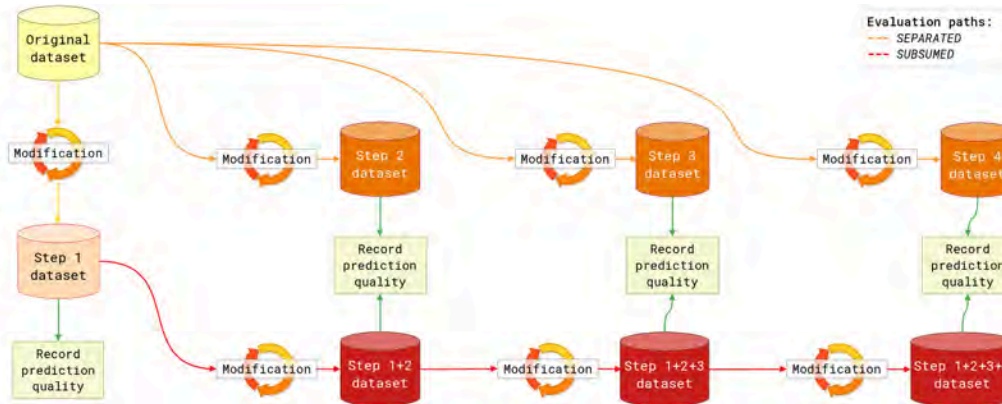 Original
dataset
Evaluation paths:
SEPARATED
SUBSUMED
Modification
Modification
Step 2
dataset
Modification
Step 3
dataset
Modification
Step 4
dataset
Step 1
dataset
Record
prediction
quality
Record
prediction
quality
Record
prediction
quality
Record
prediction
quality
Modification
Step 1+2
dataset
Modification
Step 1+2+3
dataset
Modification
Step 1+2+3+
dataset